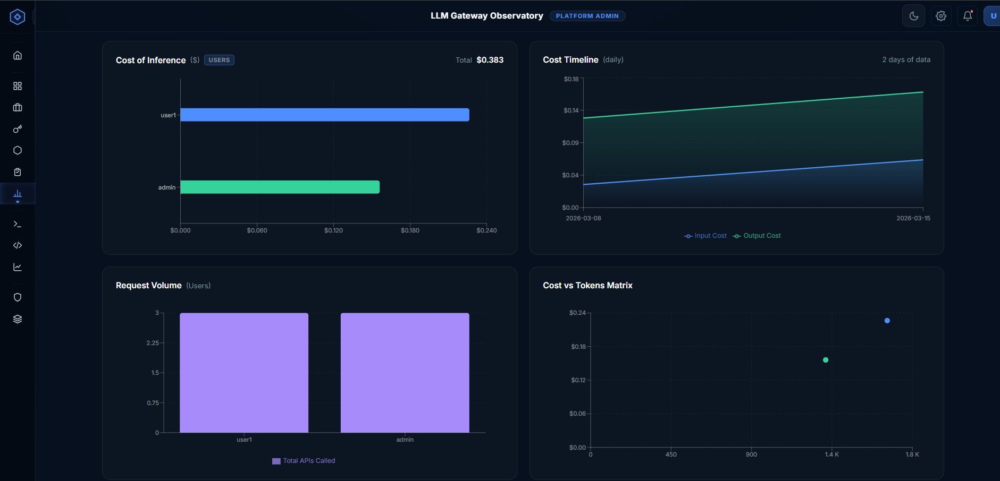 LLM Gateway Observatory PLATFORM ADMIN
U
Cost of Inference ($) USERS Total $0.383
user1
admin
$0.000 $0.060 $0.120 $0.180 $0.240
Cost Timeline (daily) 2 days of data
$0.18
$0.14
$0.09
$0.04
$0.00
2026-03-08 2026-03-15
Input Cost Output Cost
Request Volume (Users)
3
2.25
1.5
0.75
0
user1 admin
Total APIs Called
Cost vs Tokens Matrix
$0.24
$0.18
$0.12
$0.06
$0.00
0 450 900 1.4 K 1.8 K